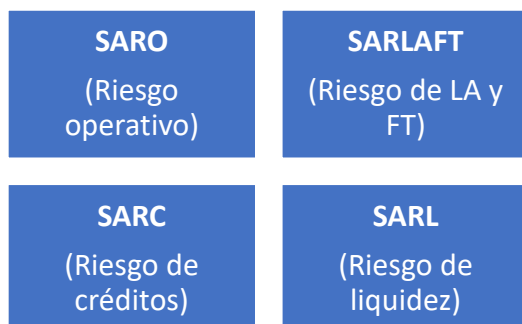 SARO
(Riesgo
operativo)
SARLAFT
(Riesgo de LA y
FT)
SARC
(Riesgo de
créditos)
SARL
(Riesgo de
liquidez)